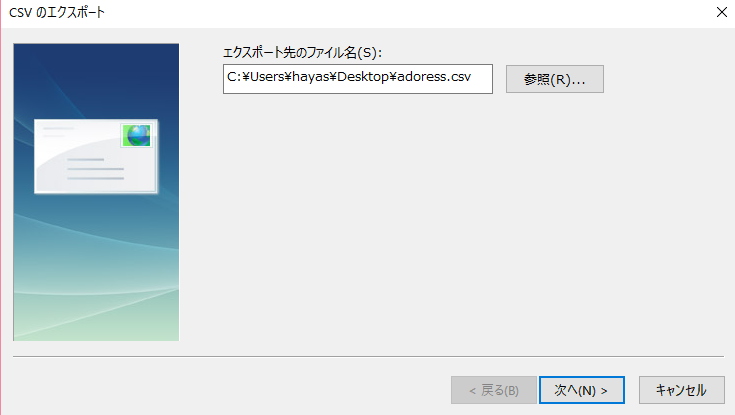 CSV のエクスポート
エクスポート先のファイル名(S):
C:¥Users¥hayas¥Desktop¥adoress.csv
参照(R)...
< 戻る(B)
次へ(N) >
キャンセル